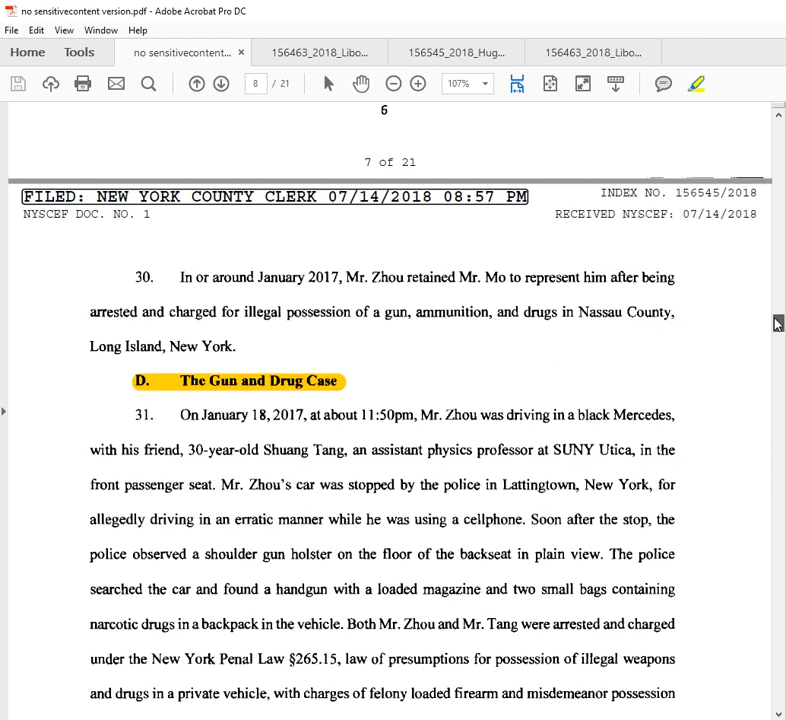 no sensitivecontent version.pdf - Adobe Acrobat Pro DC
File Edit View Window Help
Home Tools no sensitivecontent... × 156463_2018_Libo... 156545_2018_Hug... 156463_2018_Libo...
8 / 21 107%
6
7 of 21
FILED: NEW YORK COUNTY CLERK 07/14/2018 08:57 PM
INDEX NO. 156545/2018
NYSCEF DOC. NO. 1
RECEIVED NYSCEF: 07/14/2018
30. In or around January 2017, Mr. Zhou retained Mr. Mo to represent him after being
arrested and charged for illegal possession of a gun, ammunition, and drugs in Nassau County,
Long Island, New York.
D. The Gun and Drug Case
31. On January 18, 2017, at about 11:50pm, Mr. Zhou was driving in a black Mercedes,
with his friend, 30-year-old Shuang Tang, an assistant physics professor at SUNY Utica, in the
front passenger seat. Mr. Zhou's car was stopped by the police in Lattingtown, New York, for
allegedly driving in an erratic manner while he was using a cellphone. Soon after the stop, the
police observed a shoulder gun holster on the floor of the backseat in plain view. The police
searched the car and found a handgun with a loaded magazine and two small bags containing
narcotic drugs in a backpack in the vehicle. Both Mr. Zhou and Mr. Tang were arrested and charged
under the New York Penal Law §265.15, law of presumptions for possession of illegal weapons
and drugs in a private vehicle, with charges of felony loaded firearm and misdemeanor possession